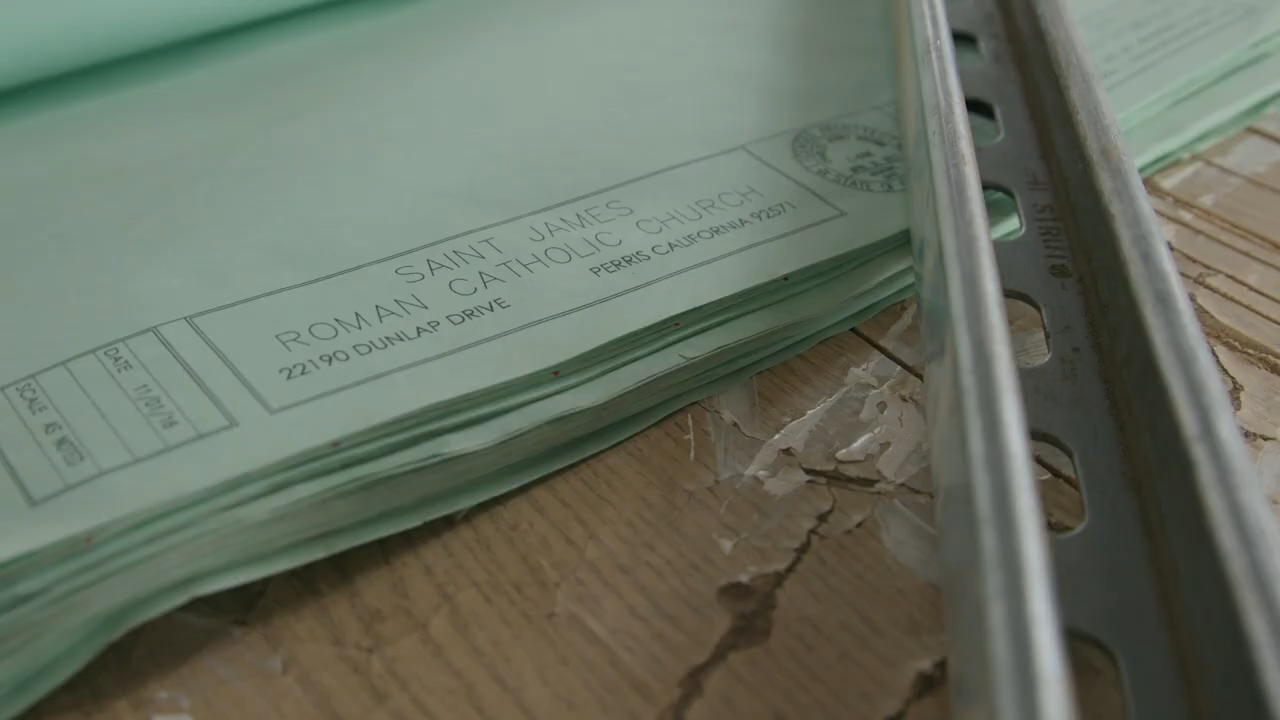 SAINT JAMES
ROMAN CATHOLIC CHURCH
22190 DUNLAP DRIVE PERRIS CALIFORNIA 92571
DATE 11/01/16
SCALE AS NOTED